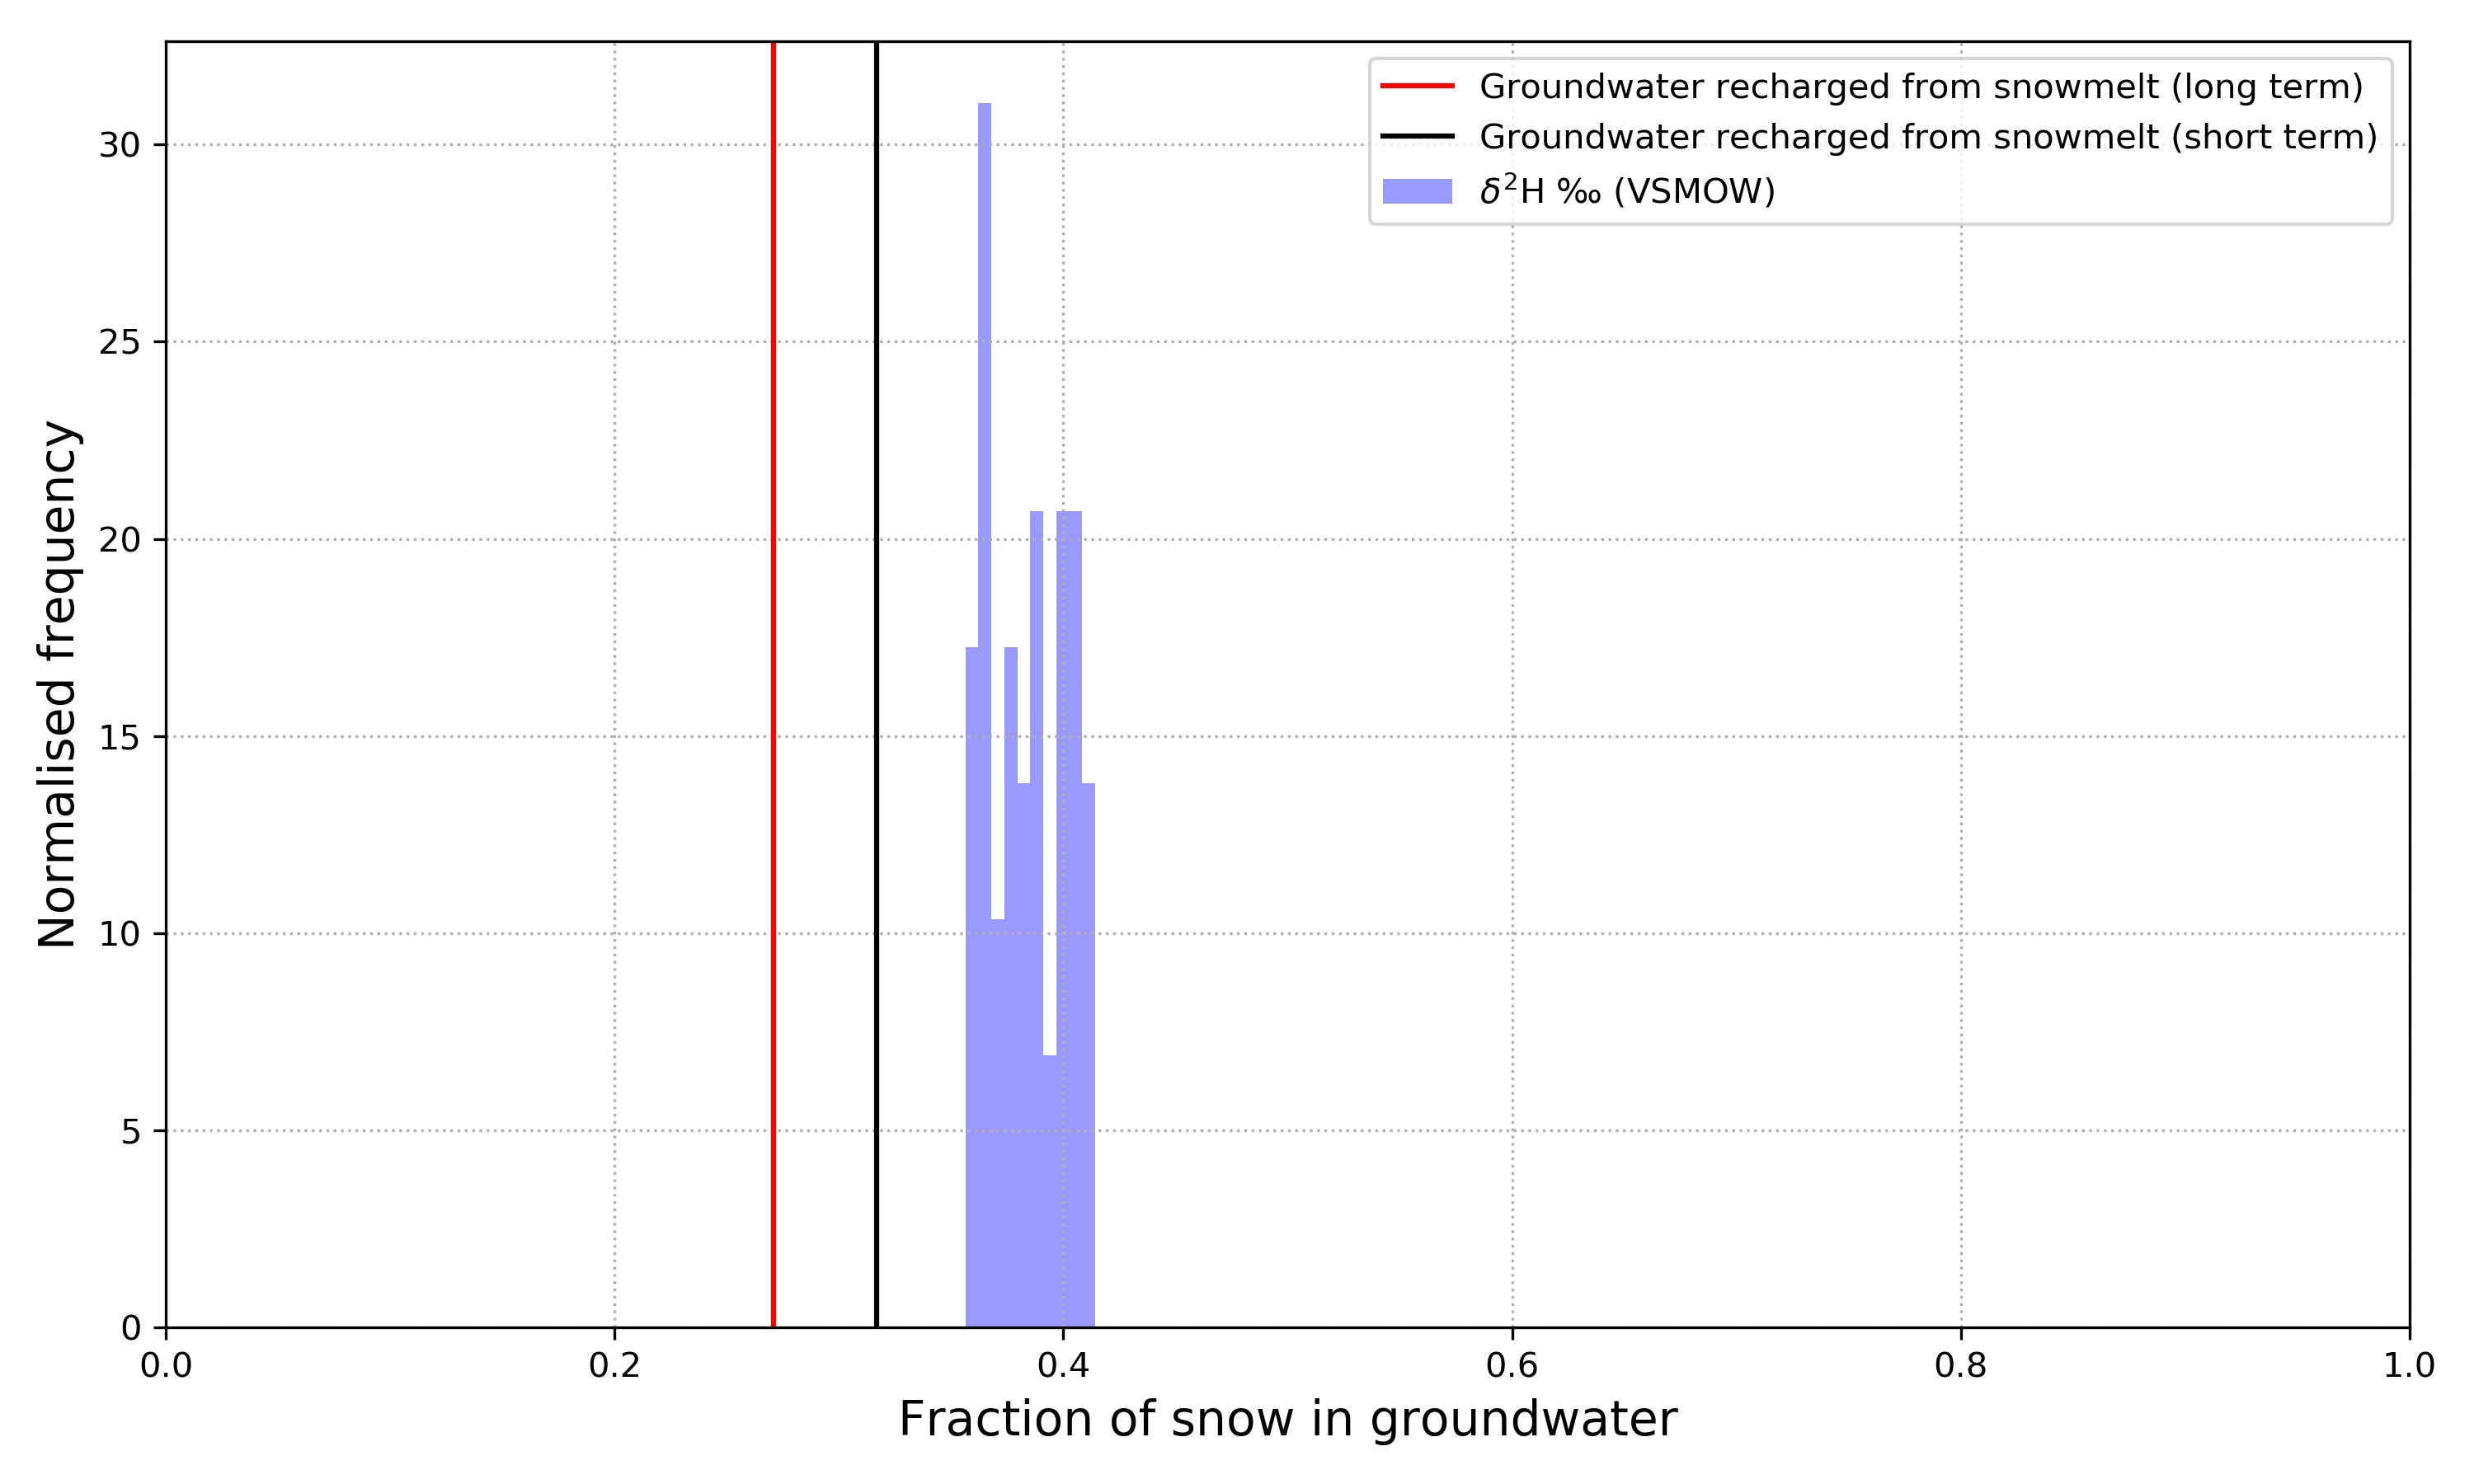 Groundwater recharged from snowmelt (long term)
Groundwater recharged from snowmelt (short term)
δ²H ‰ (VSMOW)
30
25
20
15
10
5
0
Normalised frequency
0.0 0.2 0.4 0.6 0.8 1.0
Fraction of snow in groundwater